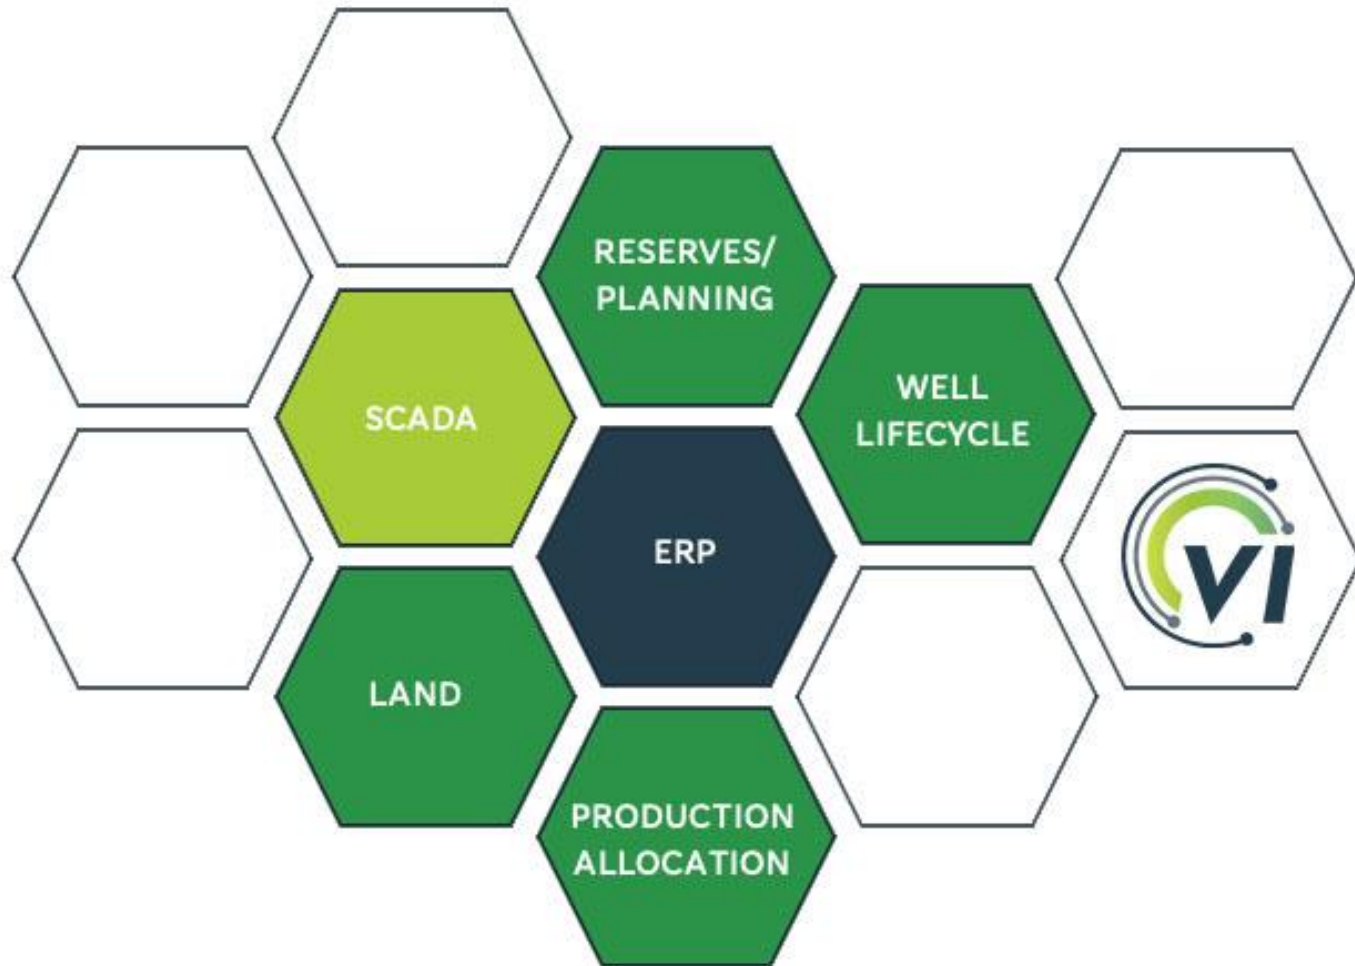 RESERVES/
PLANNING
SCADA
WELL
LIFECYCLE
ERP
VI
LAND
PRODUCTION
ALLOCATION